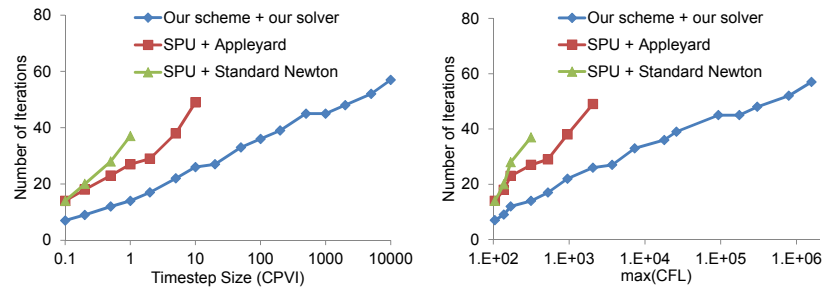 Our scheme + our solver
SPU + Appleyard
SPU + Standard Newton
80
60
40
20
0
Number of Iterations
0.1
1
10
100
1000
10000
Timestep Size (CPVI)
Our scheme + our solver
SPU + Appleyard
SPU + Standard Newton
80
60
40
20
0
Number of Iterations
1.E+02
1.E+03
1.E+04
1.E+05
1.E+06
max(CFL)